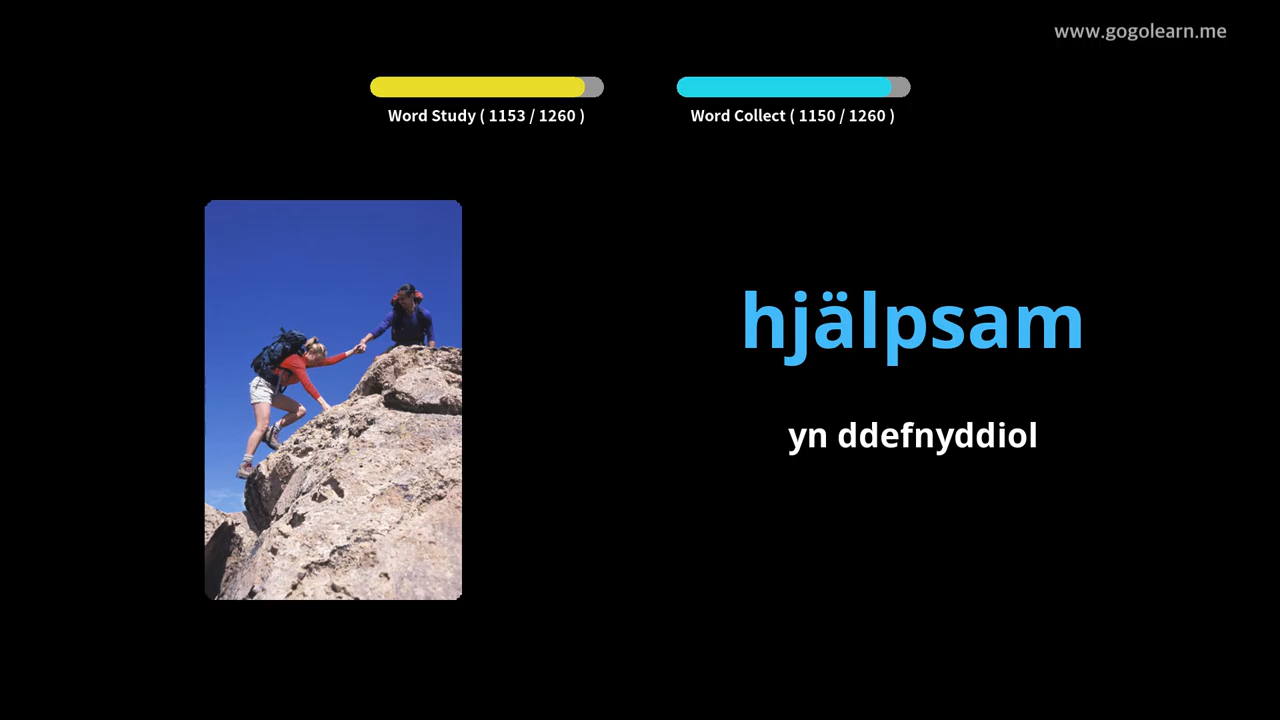 www.gogolearn.me
Word Study ( 1153 / 1260 )
Word Collect ( 1150 / 1260 )
hjälpsam
yn ddefnyddiol